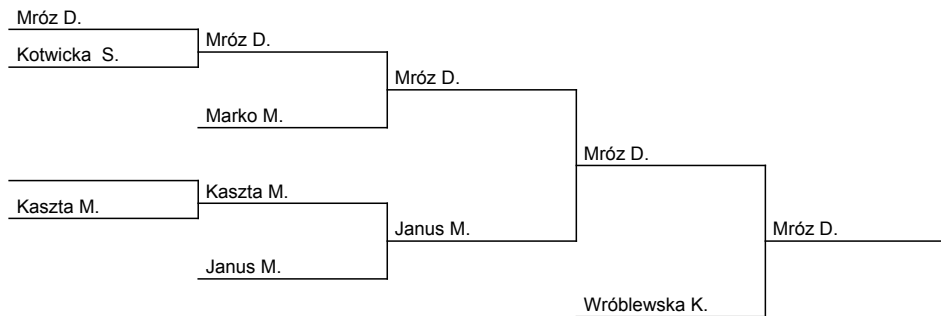 Mróz D.
Kotwicka  S.
Mróz D.
Mróz D.
Marko M.
Mróz D.
Kaszta M.
Kaszta M.
Janus M.
Mróz D.
Janus M.
Wróblewska K.